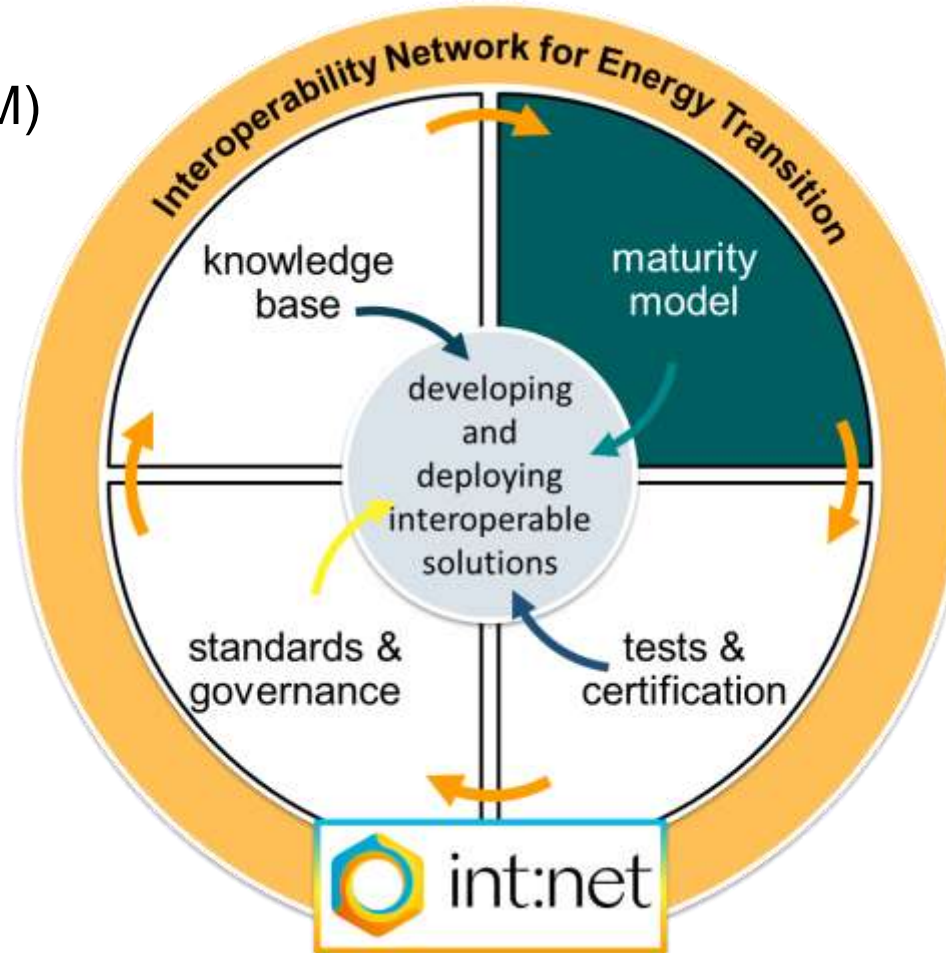 M)
Interoperability Network for Energy Transition
knowledge
base
maturity
model
developing
and
deploying
interoperable
solutions
standards &
governance
tests &
certification
int:net